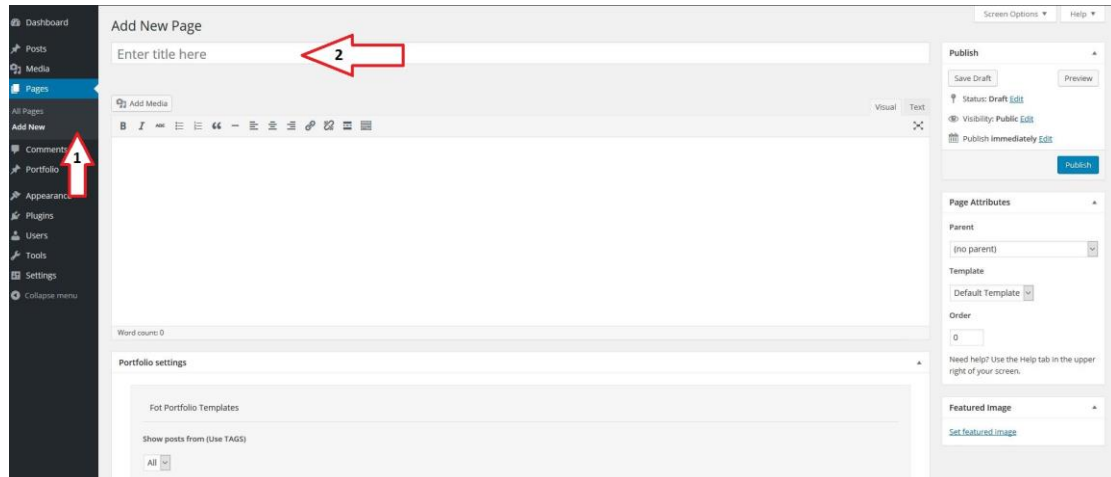 Screen Options
Help
Dashboard
Posts
Media
Pages
All Pages
Add New
Comments
Portfolio
Appearance
Plugins
Users
Tools
Settings
Collapse menu
1
Add New Page
Enter title here
2
Add Media
Visual Text
B I ABC
Word count: 0
Portfolio settings
Fot Portfolio Templates
Show posts from (Use TAGS)
All
Publish
Save Draft Preview
Status: Draft Edit
Visibility: Public Edit
Publish immediately Edit
Publish
Page Attributes
Parent
(no parent)
Template
Default Template
Order
0
Need help? Use the Help tab in the upper
right of your screen.
Featured Image
Set featured image